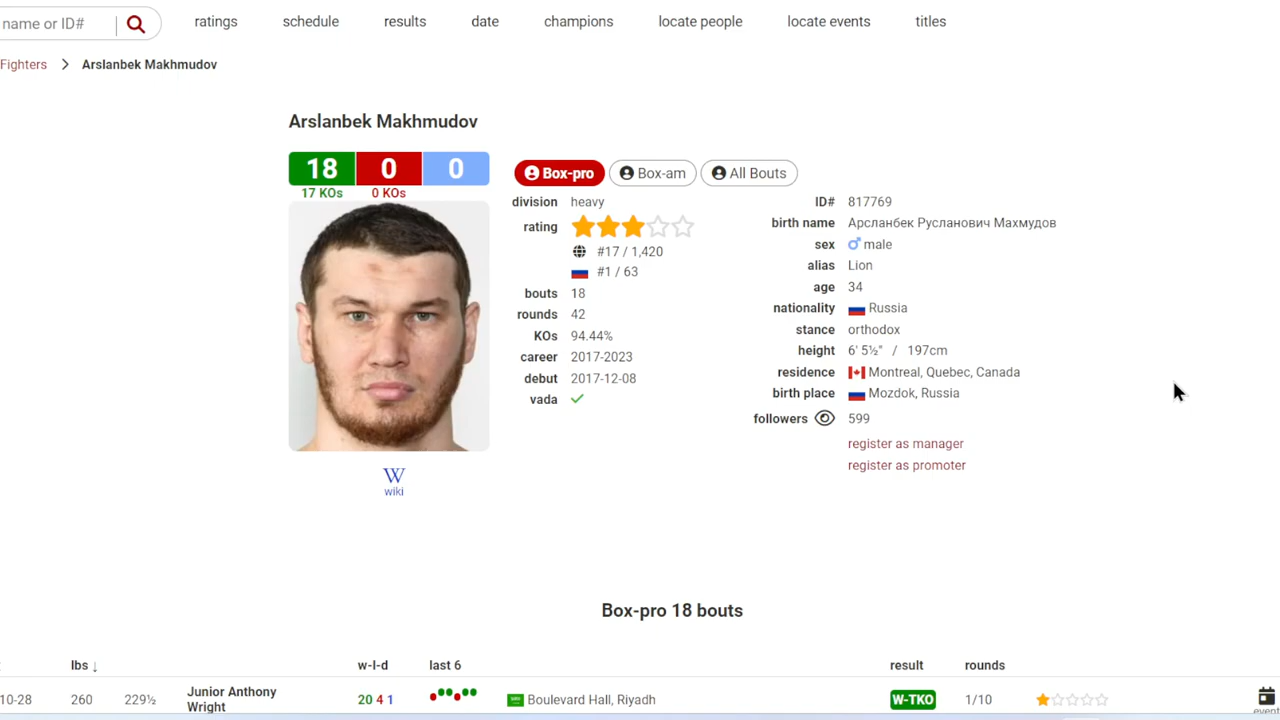 name or ID#
ratings schedule results date champions locate people locate events titles
Fighters > Arslanbek Makhmudov
Arslanbek Makhmudov
18 0 0
17 KOs 0 KOs
Box-pro Box-am All Bouts
division heavy
rating
#17 / 1,420
#1 / 63
bouts 18
rounds 42
KOs 94.44%
career 2017-2023
debut 2017-12-08
vada
ID# 817769
birth name Арсланбек Русланович Махмудов
sex male
alias Lion
age 34
nationality Russia
stance orthodox
height 6' 5½" / 197cm
residence Montreal, Quebec, Canada
birth place Mozdok, Russia
followers 599
register as manager
register as promoter
W
wiki
Box-pro 18 bouts
lbs ↓ w-l-d last 6 result rounds
10-28 260 229½ Junior Anthony Wright 20 4 1 Boulevard Hall, Riyadh W-TKO 1/10 event